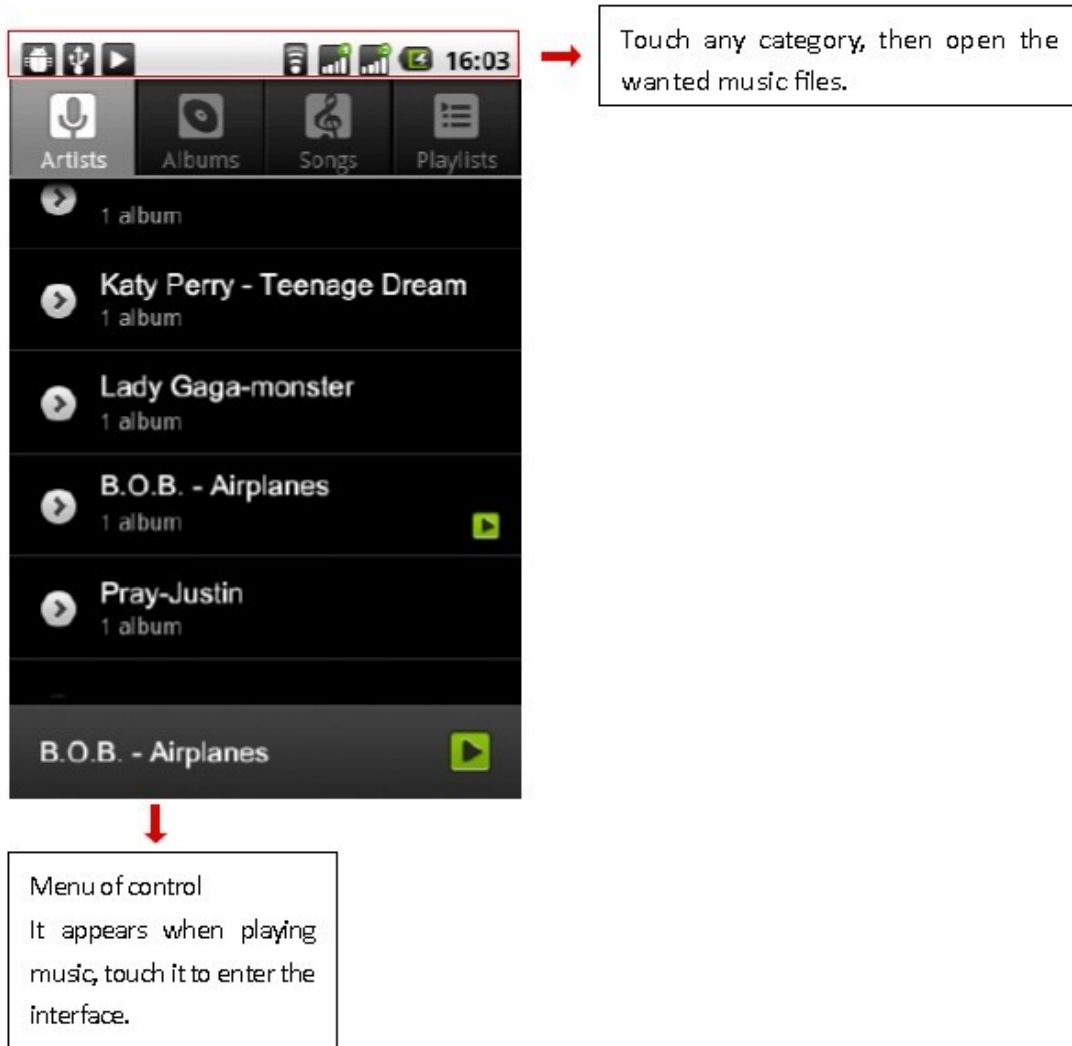 16:03
Touch any category, then open the
wanted music files.
Artists
Albums
Songs
Playlists
1 album
Katy Perry - Teenage Dream
1 album
Lady Gaga-monster
1 album
B.O.B. - Airplanes
1 album
Pray-Justin
1 album
B.O.B. - Airplanes
Menu of control
It appears when playing
music, touch it to enter the
interface.